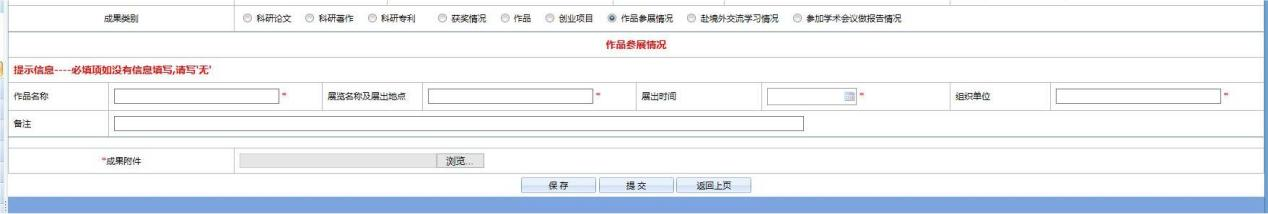 成果类别 科研论文 科研著作 科研专利 获奖情况 作品 创业项目 作品参展情况 赴境外交流学习情况 参加学术会议做报告情况
作品参展情况
提示信息----必填项如没有信息填写,请写'无'
作品名称 * 展览名称及展出地点 * 展出时间 * 组织单位 *
备注
*成果附件 浏览...
保存 提交 返回上页